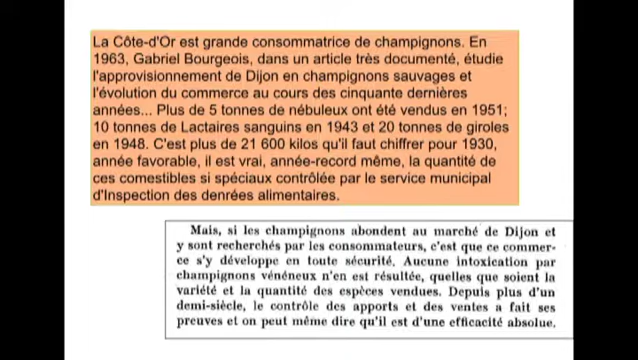 La Côte-d'Or est grande consommatrice de champignons. En
1963, Gabriel Bourgeois, dans un article très documenté, étudie
l'approvisionnement de Dijon en champignons sauvages et
l'évolution du commerce au cours des cinquante dernières
années... Plus de 5 tonnes de nébuleux ont été vendus en 1951;
10 tonnes de Lactaires sanguins en 1943 et 20 tonnes de giroles
en 1948. C'est plus de 21 600 kilos qu'il faut chiffrer pour 1930,
année favorable, il est vrai, année-record même, la quantité de
ces comestibles si spéciaux contrôlée par le service municipal
d'Inspection des denrées alimentaires.
Mais, si les champignons abondent au marché de Dijon et
y sont recherchés par les consommateurs, c'est que ce commer-
ce s'y développe en toute sécurité. Aucune intoxication par
champignons vénéneux n'en est résultée, quelles que soient la
variété et la quantité des espèces vendues. Depuis plus d'un
demi-siècle, le contrôle des apports et des ventes a fait ses
preuves et on peut même dire qu'il est d'une efficacité absolue.